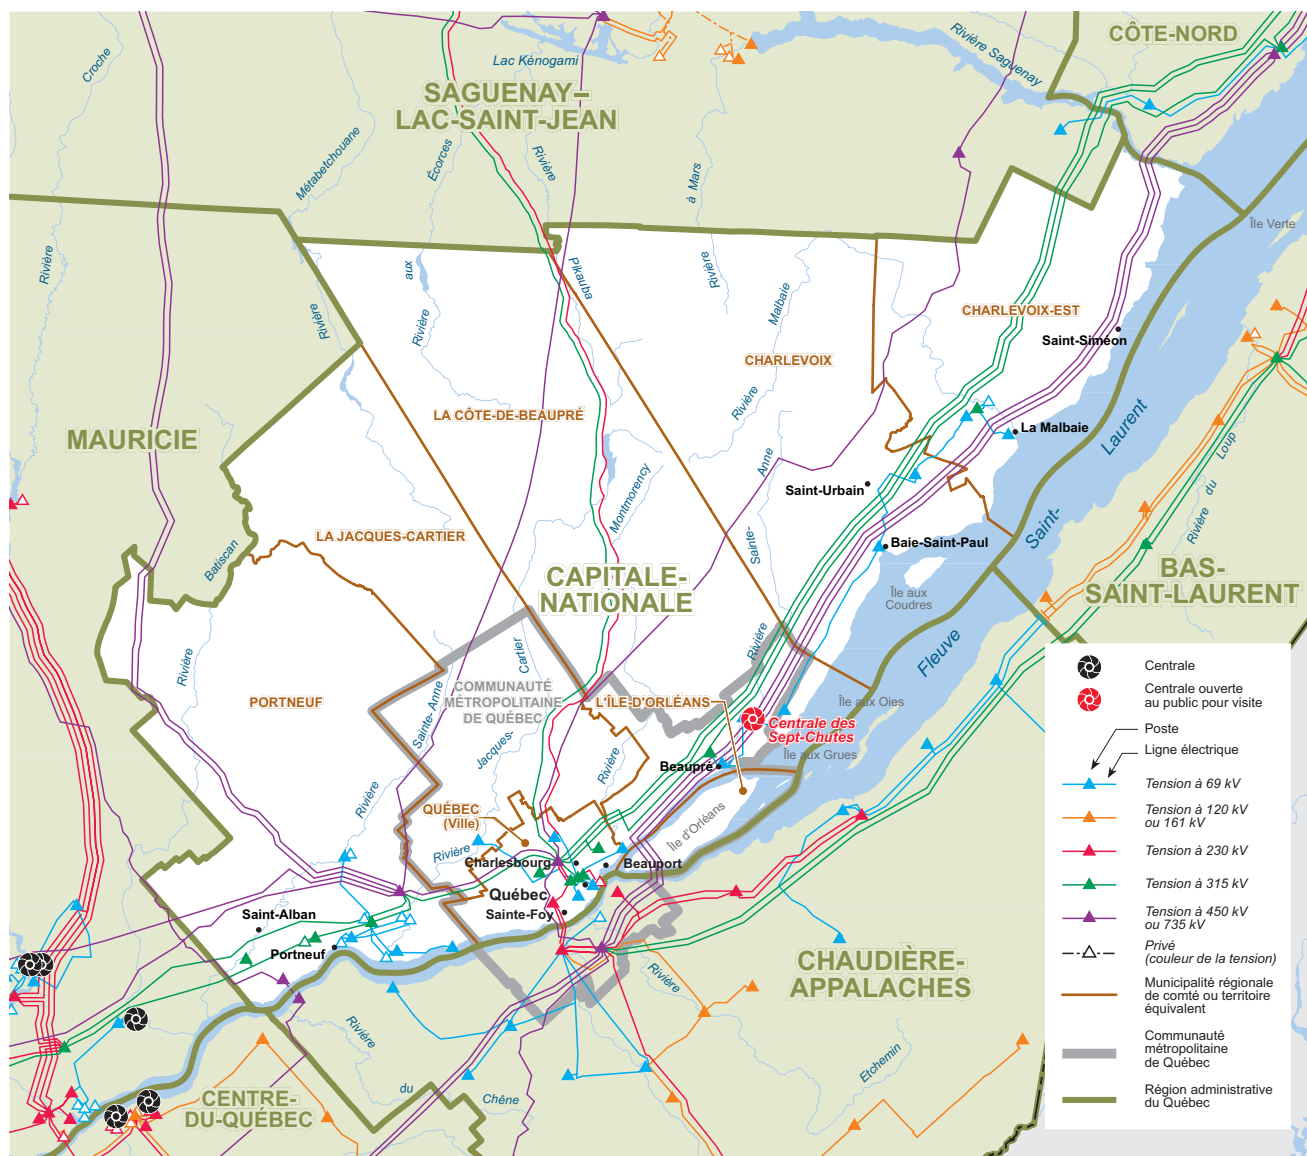 CÔTE-NORD
Rivière Saguenay
Lac Kénogami
SAGUENAY–
LAC-SAINT-JEAN
Croche
Rivière
Métabetchouane
Rivière
Écorces
aux
Rivière
Rivière
Pikauba
à Mars
Rivière
Malbaie
Rivière
Île Verte
CHARLEVOIX-EST
Saint-Siméon
CHARLEVOIX
LA CÔTE-DE-BEAUPRÉ
MAURICIE
La Malbaie
Saint-Urbain
Baie-Saint-Paul
Fleuve
Saint-
Laurent
Rivière du
Loup
Montmorency
Rivière
Sainte-
Anne
Rivière
LA JACQUES-CARTIER
Batiscan
Rivière
CAPITALE-
NATIONALE
BAS-
SAINT-LAURENT
Île aux
Coudres
Île aux Oies
Île aux Grues
PORTNEUF
COMMUNAUTÉ
MÉTROPOLITAINE
DE QUÉBEC
L'ÎLE-D'ORLÉANS
Centrale des
Sept-Chutes
Beaupré
Île d'Orléans
Sainte- Anne
Rivière
Cartier
Jacques-
Rivière
QUÉBEC
(Ville)
Charlesbourg
Beauport
Québec
Sainte-Foy
Saint-Alban
Portneuf
CHAUDIÈRE-
APPALACHES
Rivière
Etchemin
Rivière
du
Chêne
CENTRE-
DU-QUÉBEC
Centrale
Centrale ouverte
au public pour visite
Poste
Ligne électrique
Tension à 69 kV
Tension à 120 kV
ou 161 kV
Tension à 230 kV
Tension à 315 kV
Tension à 450 kV
ou 735 kV
Privé
(couleur de la tension)
Municipalité régionale
de comté ou territoire
équivalent
Communauté
métropolitaine
de Québec
Région administrative
du Québec